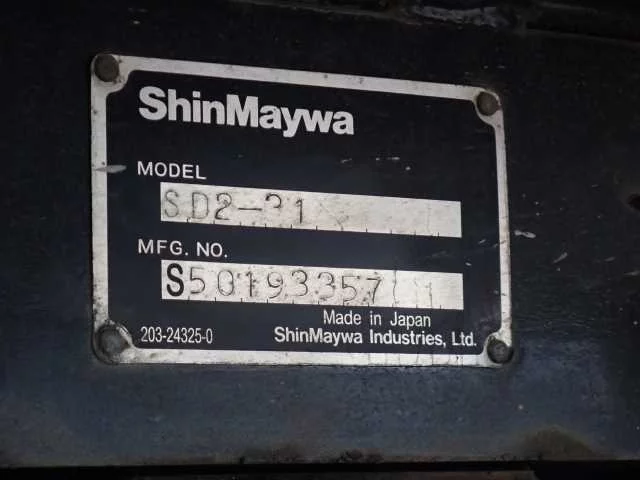 ShinMaywa
MODEL
SD2-31
MFG. NO.
S50193357
Made in Japan
203-24325-0
ShinMaywa Industries, Ltd.